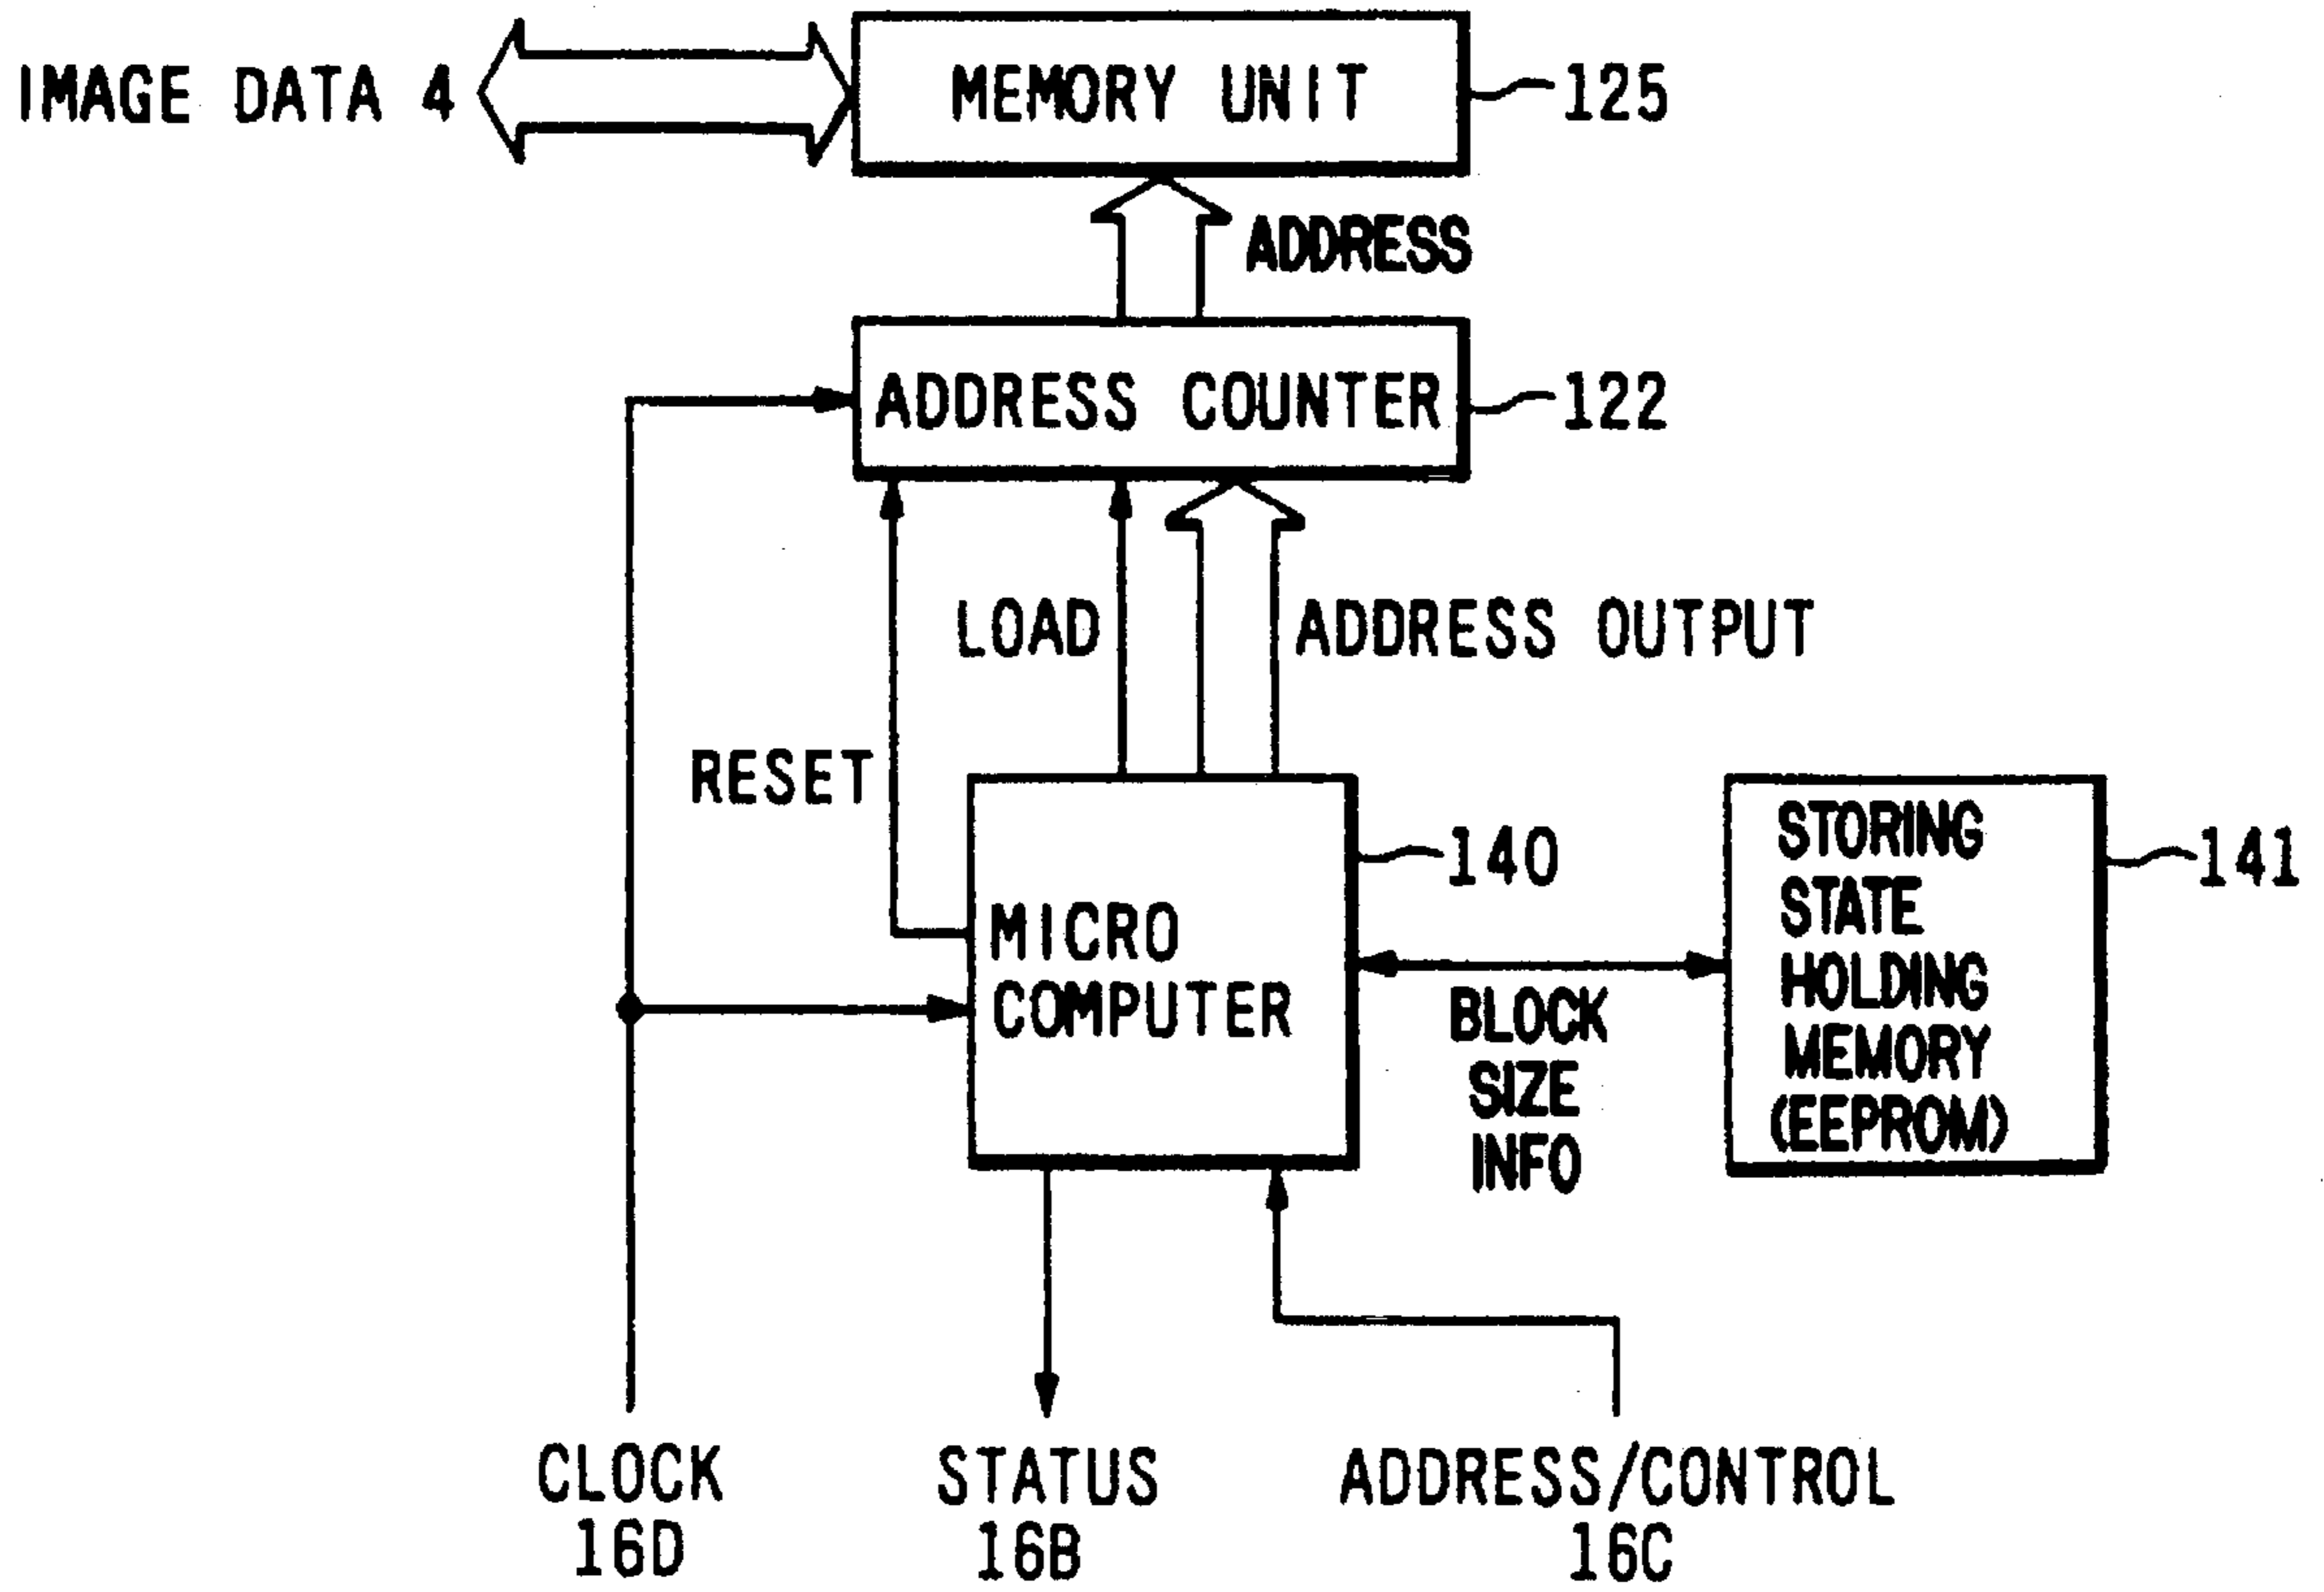 IMAGE DATA 4
MEMORY UNIT
125
ADDRESS
ADDRESS COUNTER
122
LOAD
ADDRESS OUTPUT
RESET
MICRO
COMPUTER
140
BLOCK
SIZE
INFO
STORING
STATE
HOLDING
MEMORY
(EEPROM)
141
CLOCK
16D
STATUS
16B
ADDRESS/CONTROL
16C